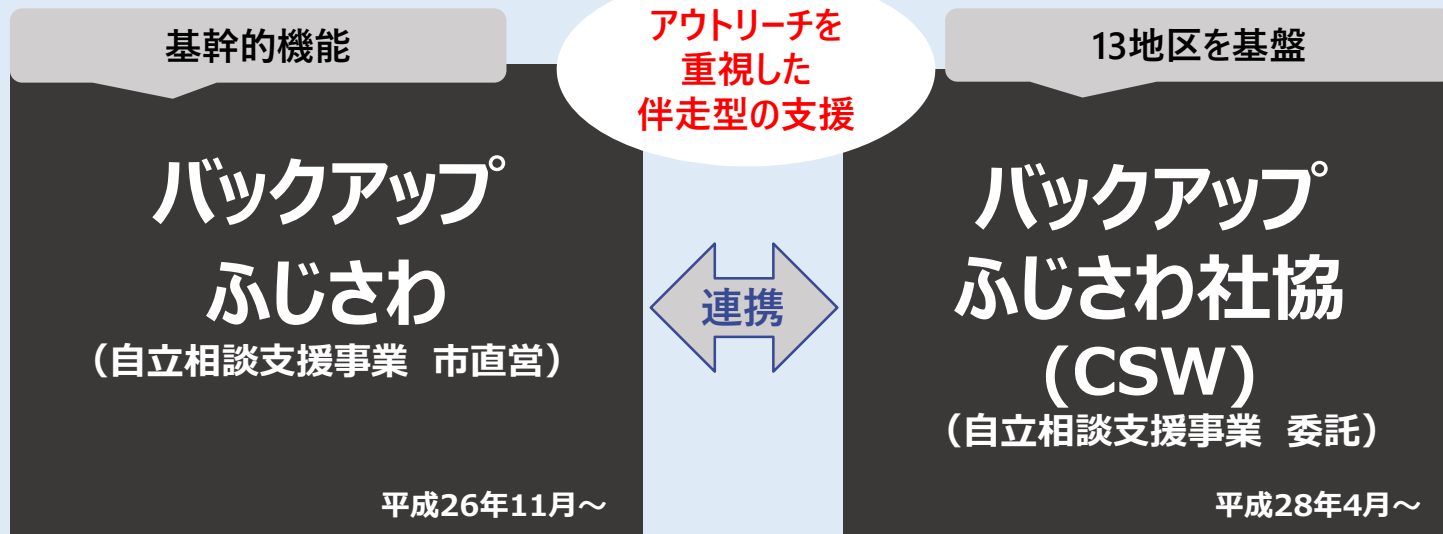 基幹的機能
アウトリーチを
重視した
伴走型の支援
13地区を基盤
バックアップ
ふじさわ
（自立相談支援事業　市直営）
平成26年11月～
連携
バックアップ
ふじさわ社協
(CSW)
（自立相談支援事業　委託）
平成28年4月～